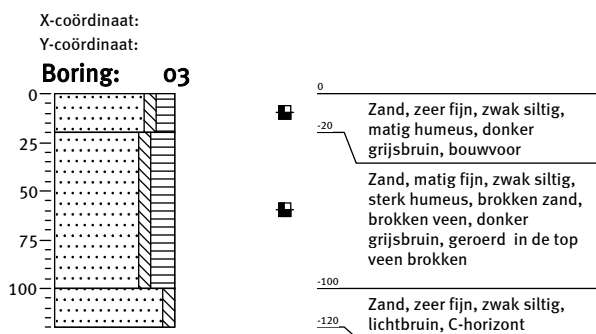 X-coördinaat:
Y-coördinaat:
Boring: 03
0
25
50
75
100
0
Zand, zeer fijn, zwak siltig,
matig humeus, donker
grijsbruin, bouwvoor
-20
Zand, matig fijn, zwak siltig,
sterk humeus, brokken zand,
brokken veen, donker
grijsbruin, geroerd in de top
veen brokken
-100
Zand, zeer fijn, zwak siltig,
lichtbruin, C-horizont
-120